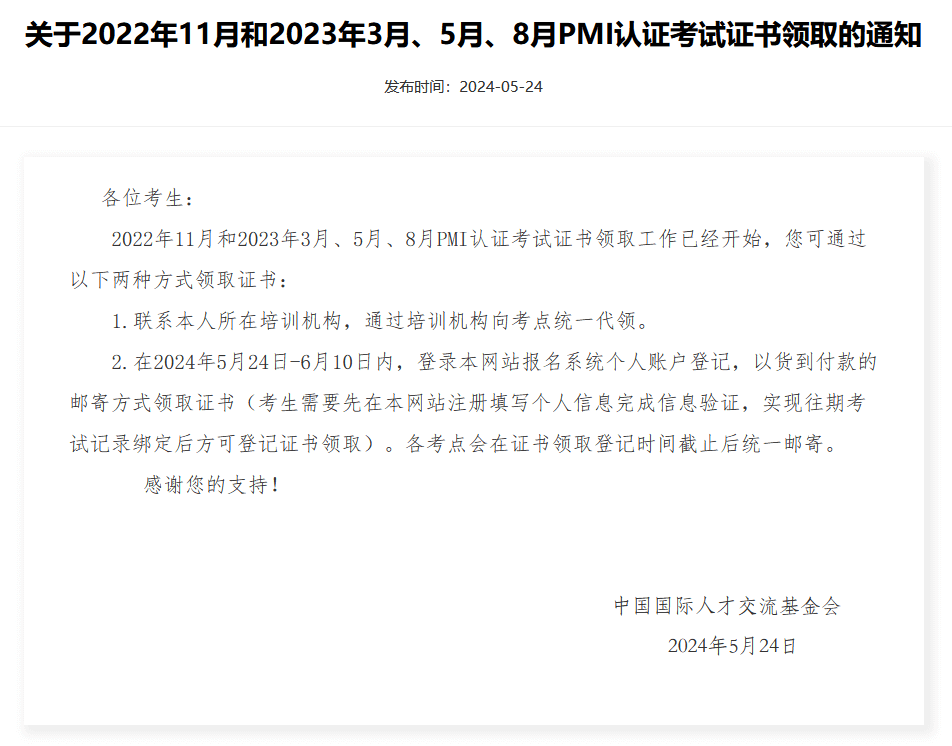 关于2022年11月和2023年3月、5月、8月PMI认证考试证书领取的通知
发布时间：2024-05-24
各位考生：
2022年11月和2023年3月、5月、8月PMI认证考试证书领取工作已经开始，您可通过
以下两种方式领取证书：
1.联系本人所在培训机构，通过培训机构向考点统一代领。
2.在2024年5月24日-6月10日内，登录本网站报名系统个人账户登记，以货到付款的
邮寄方式领取证书（考生需要先在本网站注册填写个人信息完成信息验证，实现往期考
试记录绑定后方可登记证书领取）。各考点会在证书领取登记时间截止后统一邮寄。
感谢您的支持！
中国国际人才交流基金会
2024年5月24日